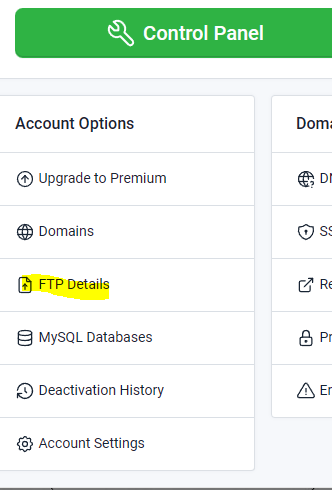 Control Panel
Account Options
Upgrade to Premium
Domains
FTP Details
MySQL Databases
Deactivation History
Account Settings